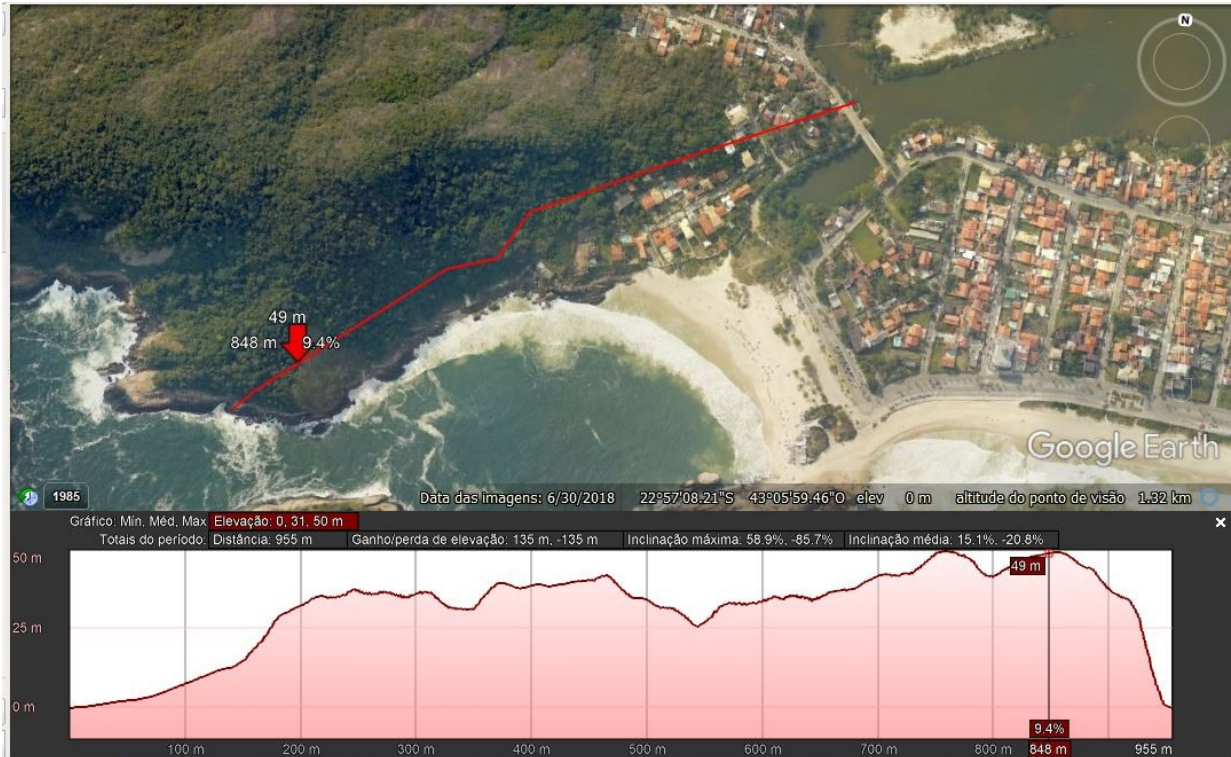 N
49 m
848 m 9.4%
Google Earth
1985
Data das imagens: 6/30/2018 22°57'08.21"S 43°05'59.46"O elev 0 m altitude do ponto de visão 1.32 km
Gráfico: Mín, Méd, Max Elevação: 0, 31, 50 m
Totais do período: Distância: 955 m Ganho/perda de elevação: 135 m, -135 m Inclinação máxima: 58.9%, -85.7% Inclinação média: 15.1%, -20.8%
50 m
49 m
25 m
0 m
9.4%
100 m 200 m 300 m 400 m 500 m 600 m 700 m 800 m 848 m 955 m